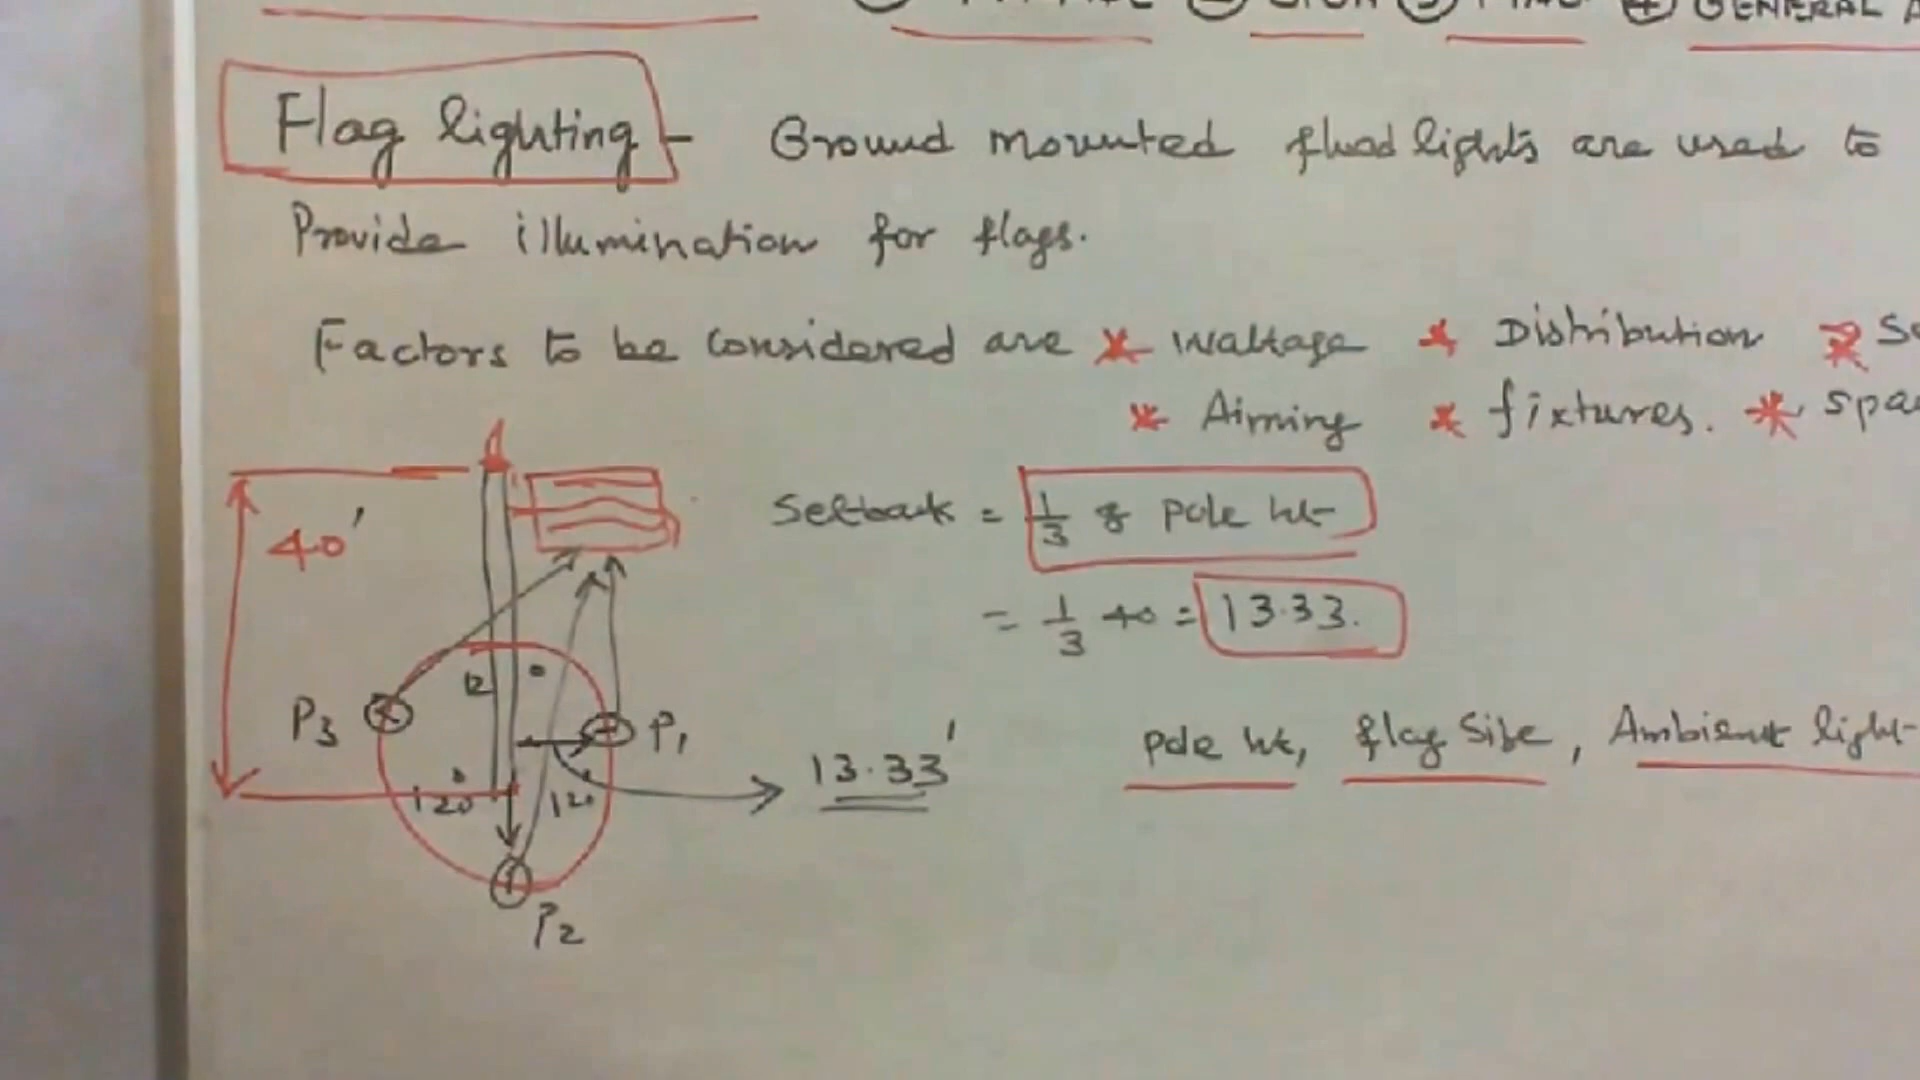 GENERAL
Flag lighting - Ground mounted flood lights are used to
Provide illumination for flags.
Factors to be considered are * wattage * Distribution *
* Aiming * fixtures. * spa
40'
Setback = 1/3 of pole ht
= 1/3 40 = 13.33.
P3
P1
13.33'
120°
120
P2
Pole ht, flag size, Ambient light